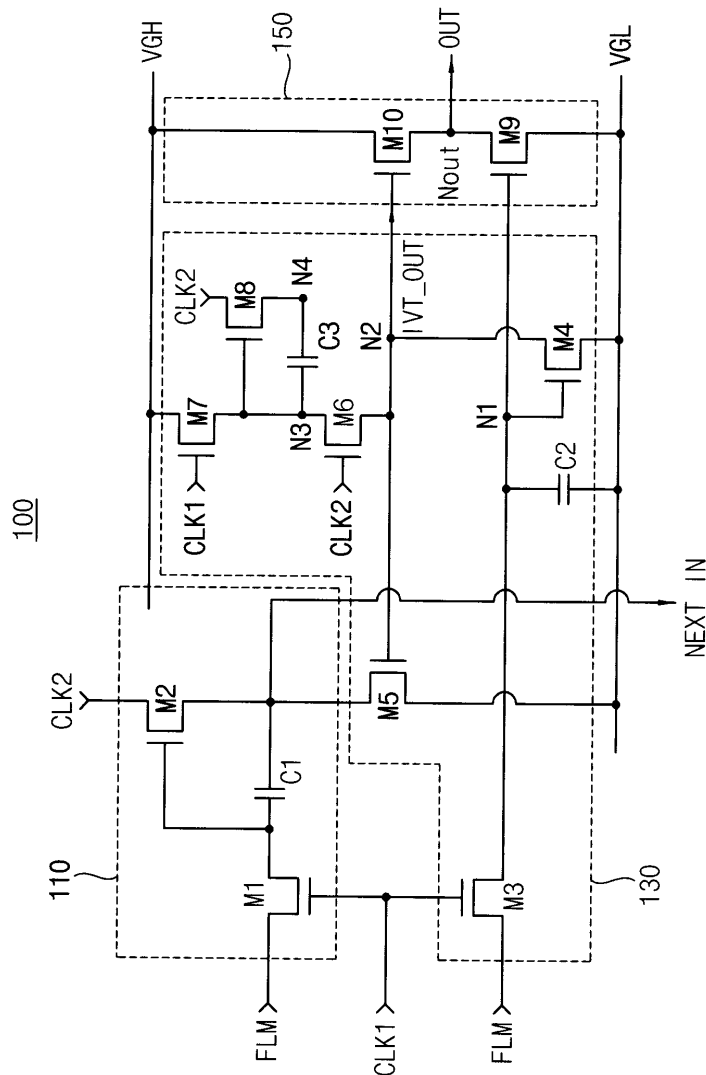 100
CLK2
VGH
150
110
M2
M7
CLK1
CLK2
M8
N4
C3
N3
M6
CLK2
N2
IVT_OUT
M10
Nout
OUT
M9
C1
M1
FLM
M5
CLK1
N1
M4
C2
M3
FLM
130
VGL
NEXT IN